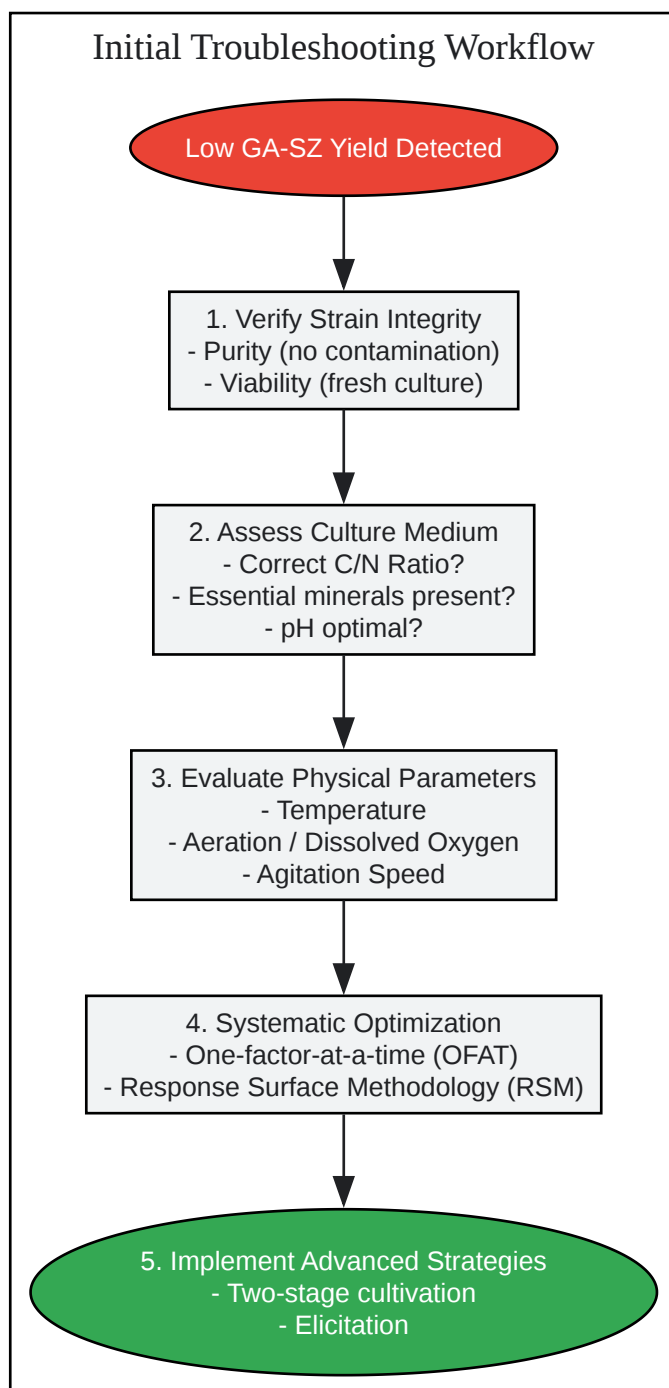 Initial Troubleshooting Workflow
Low GA-SZ Yield Detected
1. Verify Strain Integrity
- Purity (no contamination)
- Viability (fresh culture)
2. Assess Culture Medium
- Correct C/N Ratio?
- Essential minerals present?
- pH optimal?
3. Evaluate Physical Parameters
- Temperature
- Aeration / Dissolved Oxygen
- Agitation Speed
4. Systematic Optimization
- One-factor-at-a-time (OFAT)
- Response Surface Methodology (RSM)
5. Implement Advanced Strategies
- Two-stage cultivation
- Elicitation